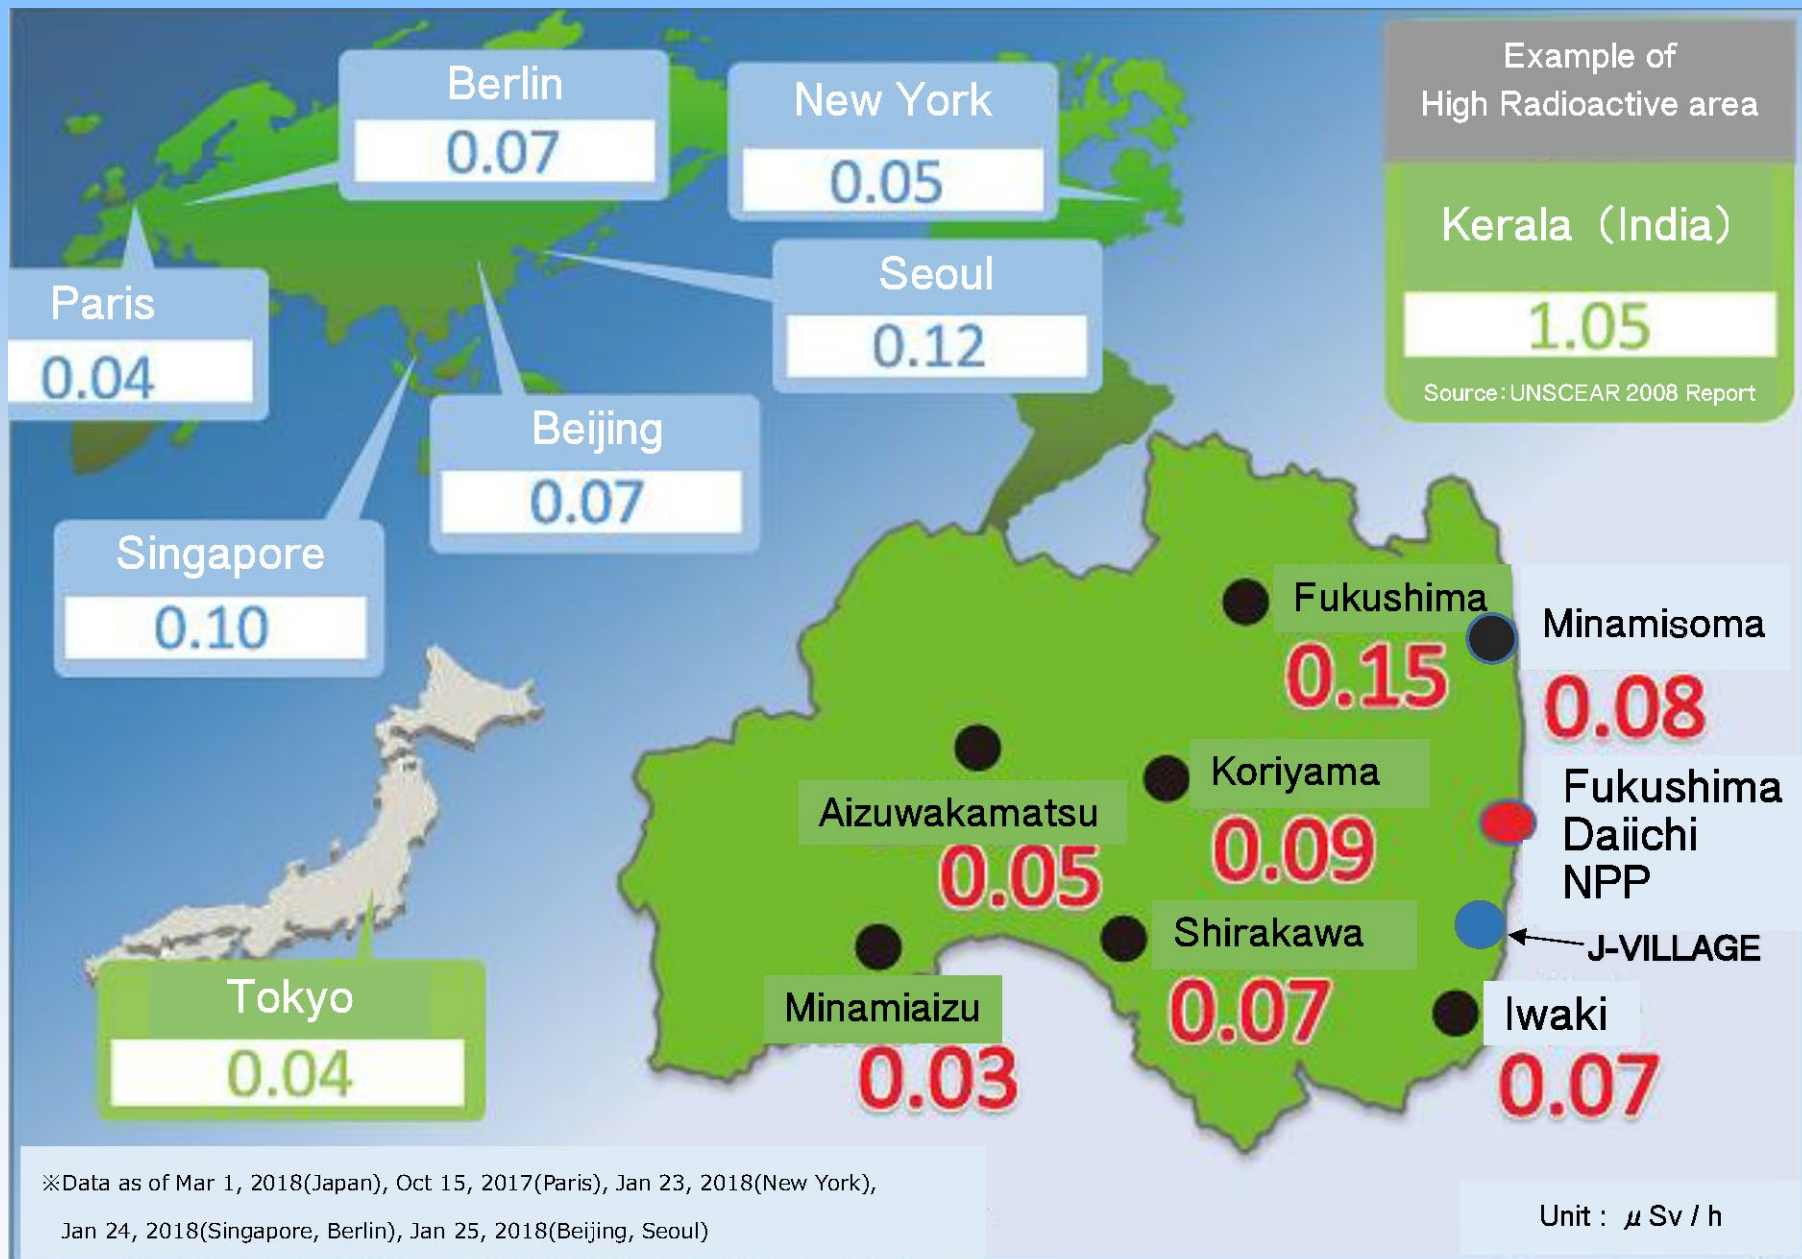 Berlin
0.07
New York
0.05
Example of
High Radioactive area
Kerala（India）
1.05
Source:UNSCEAR 2008 Report
Paris
0.04
Seoul
0.12
Beijing
0.07
Singapore
0.10
Tokyo
0.04
Fukushima
0.15
Minamisoma
0.08
Aizuwakamatsu
0.05
Koriyama
0.09
Fukushima
Daiichi
NPP
J-VILLAGE
Minamiaizu
0.03
Shirakawa
0.07
Iwaki
0.07
※Data as of Mar 1, 2018(Japan), Oct 15, 2017(Paris), Jan 23, 2018(New York),
Jan 24, 2018(Singapore, Berlin), Jan 25, 2018(Beijing, Seoul)
Unit : μSv / h